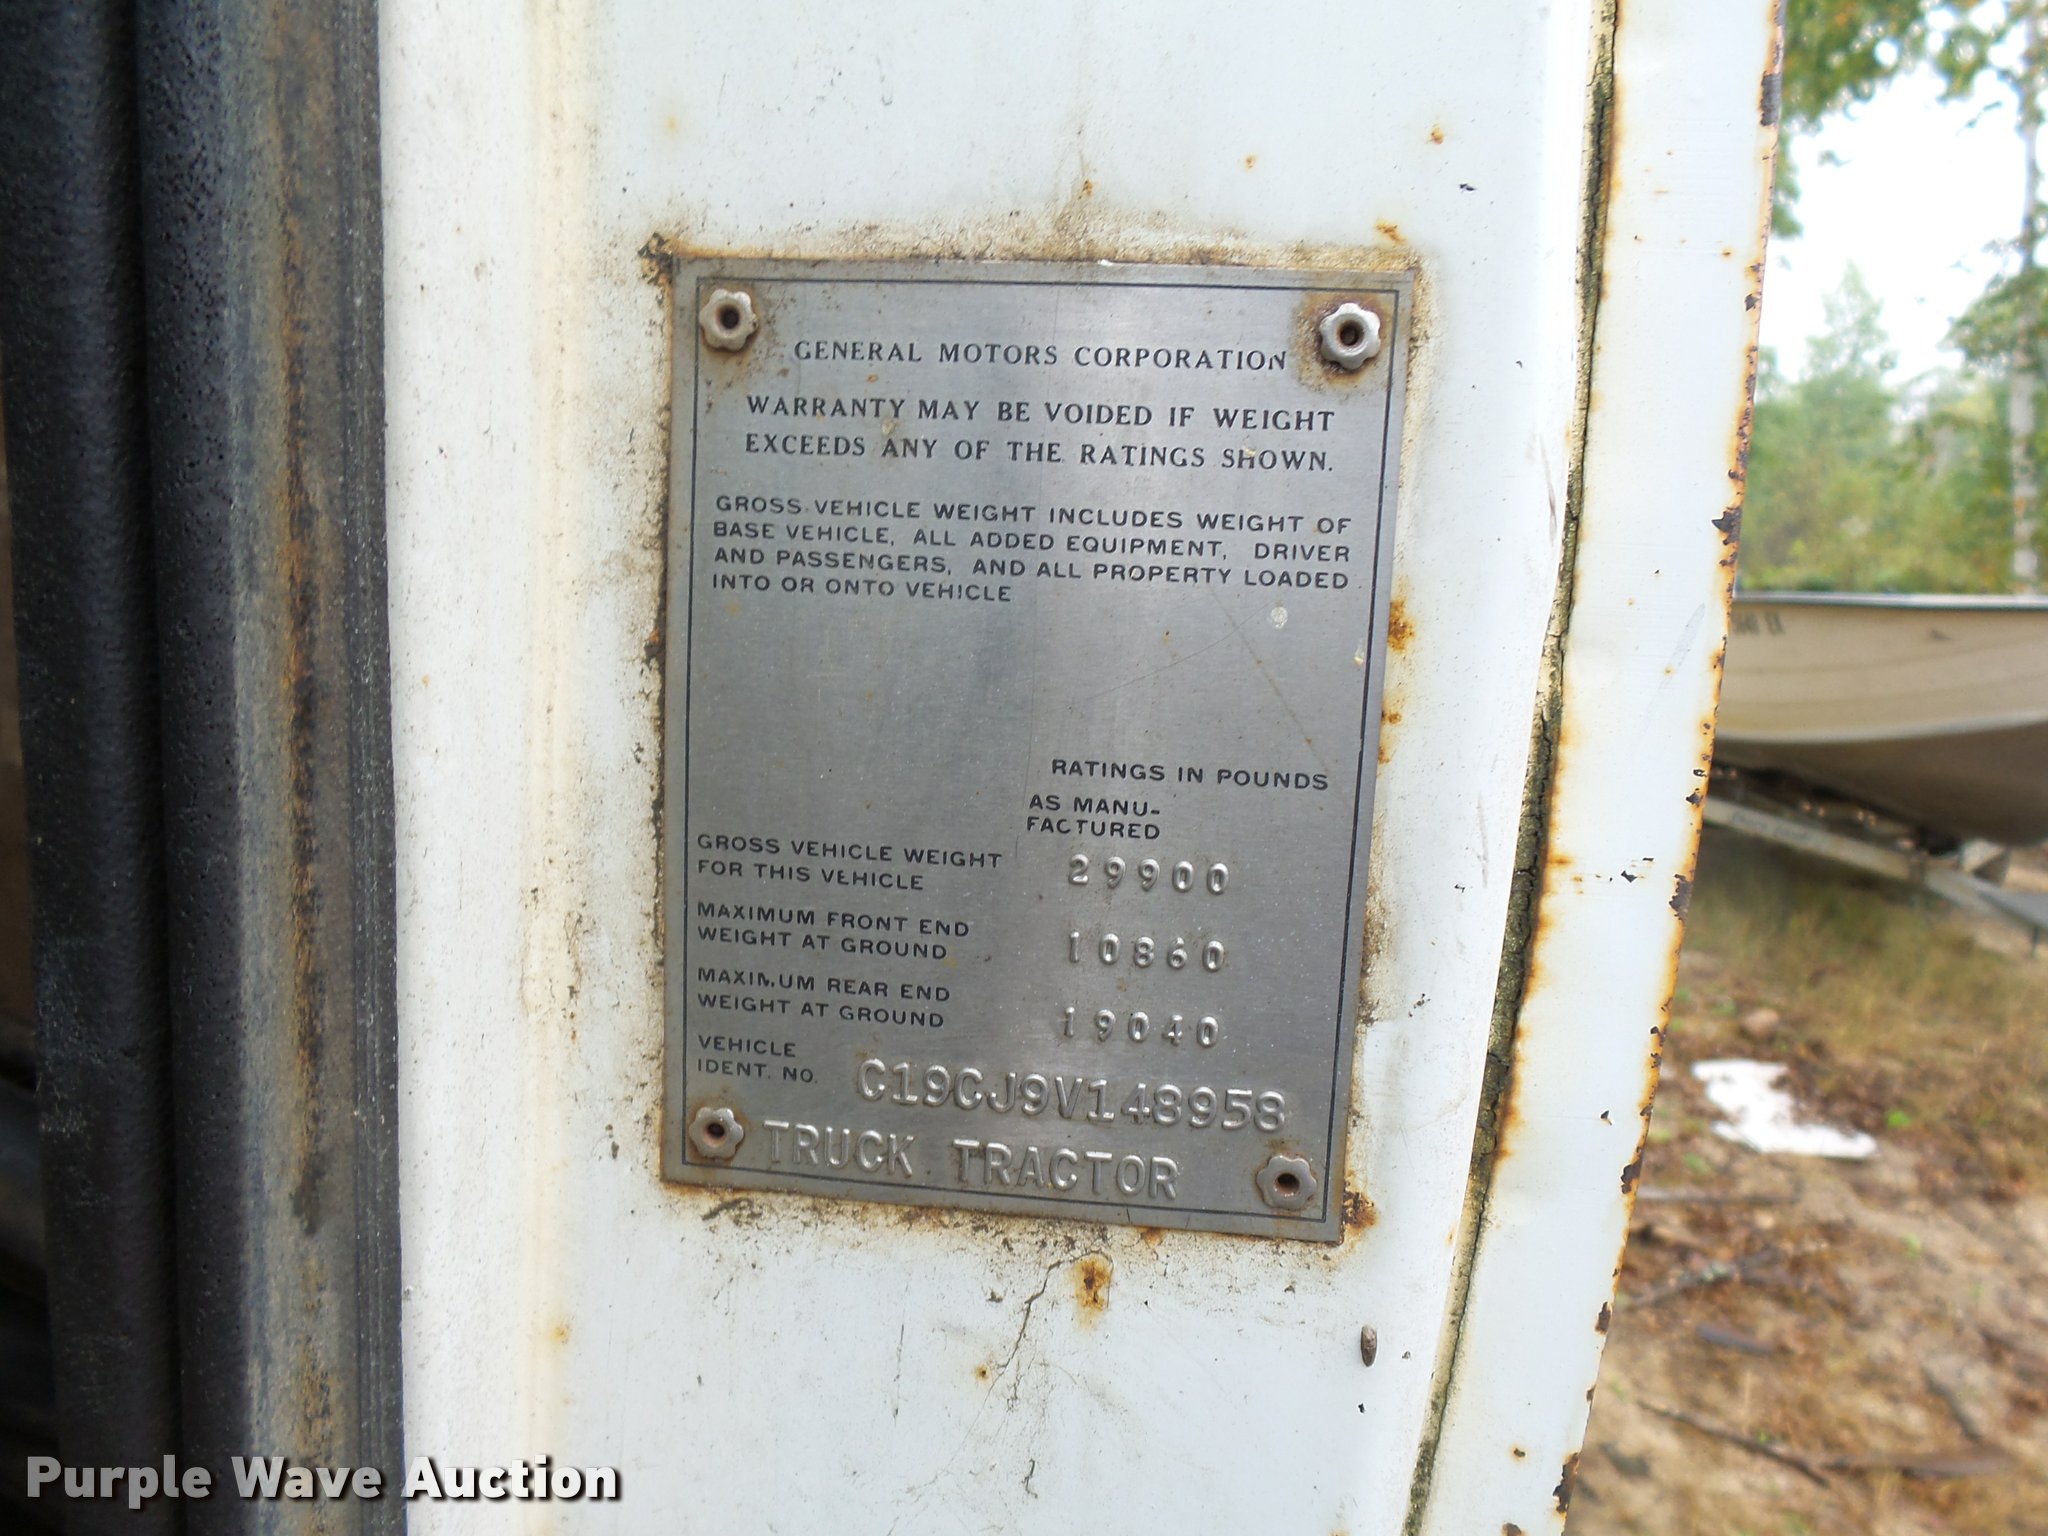 GENERAL MOTORS CORPORATION
WARRANTY MAY BE VOIDED IF WEIGHT
EXCEEDS ANY OF THE RATINGS SHOWN.
GROSS VEHICLE WEIGHT INCLUDES WEIGHT OF
BASE VEHICLE, ALL ADDED EQUIPMENT, DRIVER
AND PASSENGERS, AND ALL PROPERTY LOADED
INTO OR ONTO VEHICLE
RATINGS IN POUNDS
AS MANU-
FACTURED
GROSS VEHICLE WEIGHT
FOR THIS VEHICLE 29900
MAXIMUM FRONT END
WEIGHT AT GROUND 10860
MAXIMUM REAR END
WEIGHT AT GROUND 19040
VEHICLE
IDENT. NO. C19CJ9V148958
TRUCK TRACTOR
Purple Wave Auction